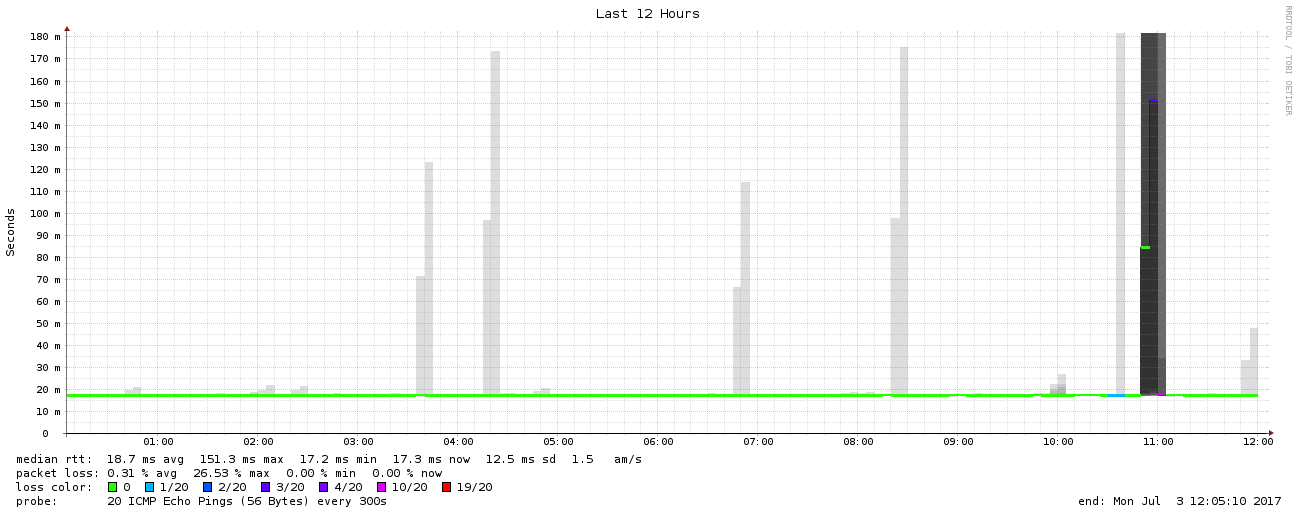 Last 12 Hours
RRDTOOL / TOBI OETIKER
Seconds
180 m
170 m
160 m
150 m
140 m
130 m
120 m
110 m
100 m
90 m
80 m
70 m
60 m
50 m
40 m
30 m
20 m
10 m
0
01:00 02:00 03:00 04:00 05:00 06:00 07:00 08:00 09:00 10:00 11:00 12:00
median rtt: 18.7 ms avg 151.3 ms max 17.2 ms min 17.3 ms now 12.5 ms sd 1.5 am/s
packet loss: 0.31 % avg 26.53 % max 0.00 % min 0.00 % now
loss color: 0 1/20 2/20 3/20 4/20 10/20 19/20
probe: 20 ICMP Echo Pings (56 Bytes) every 300s end: Mon Jul 3 12:05:10 2017